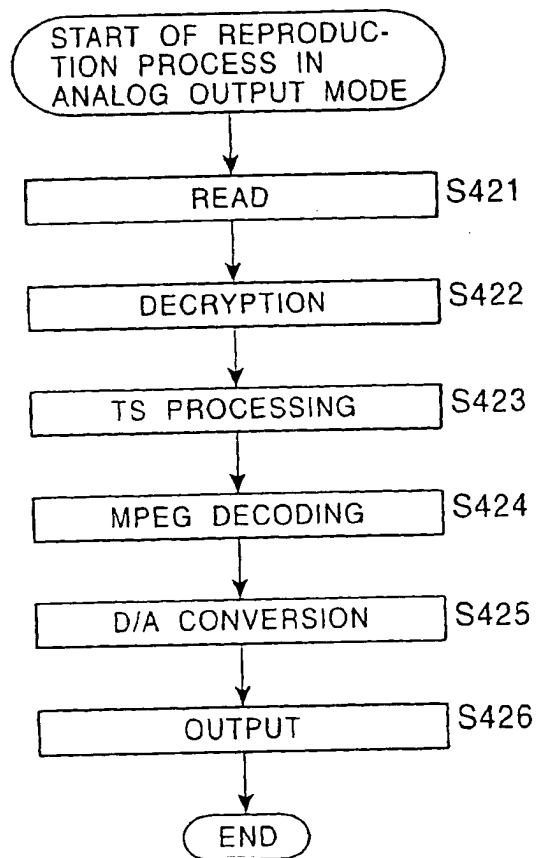 START OF REPRODUC-
TION PROCESS IN
ANALOG OUTPUT MODE
READ S421
DECRYPTION S422
TS PROCESSING S423
MPEG DECODING S424
D/A CONVERSION S425
OUTPUT S426
END